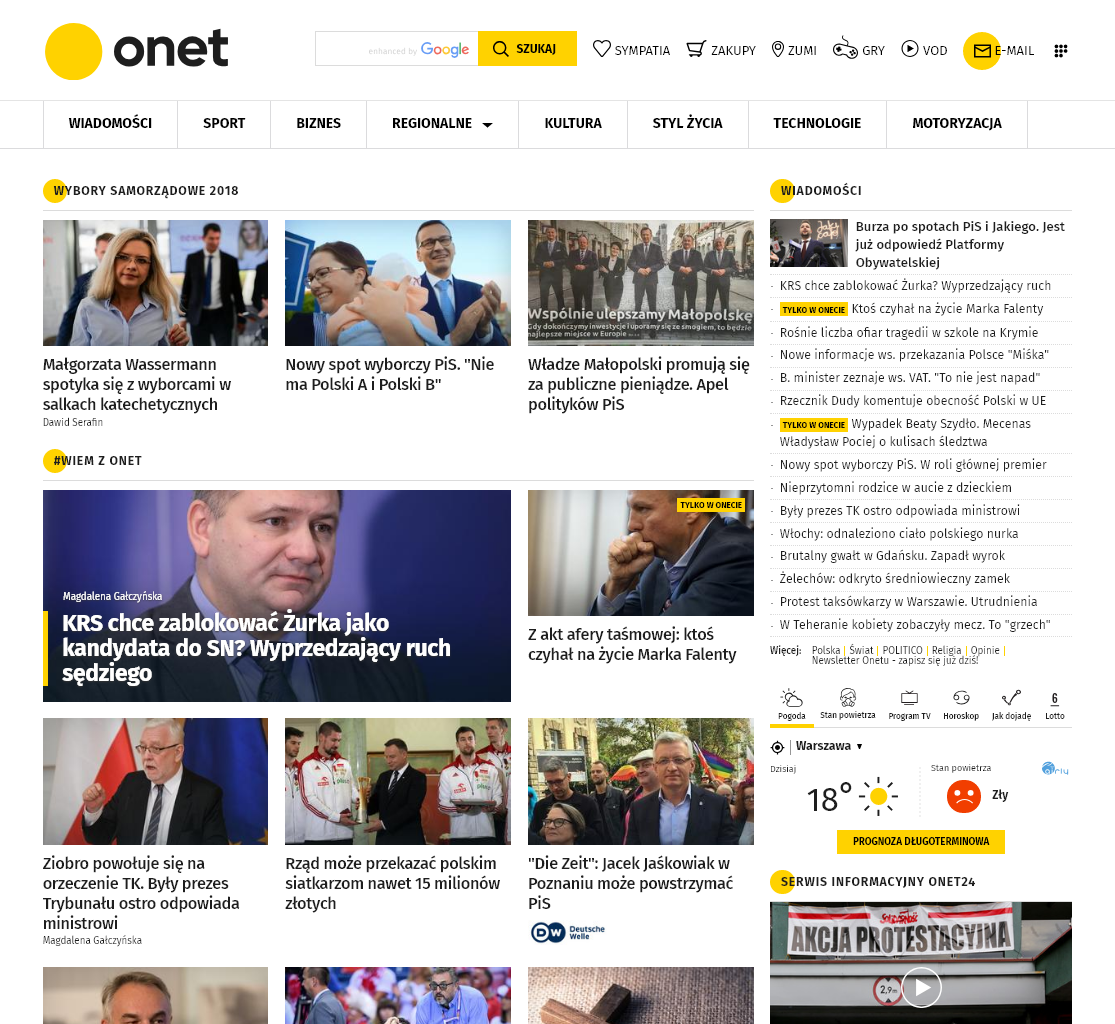 onet
enhanced by Google
SZUKAJ
SYMPATIA
ZAKUPY
ZUMI
GRY
VOD
E-MAIL
WIADOMOŚCI
SPORT
BIZNES
REGIONALNE
KULTURA
STYL ŻYCIA
TECHNOLOGIE
MOTORYZACJA
WYBORY SAMORZĄDOWE 2018
Wspólnie ulepszamy Małopolskę
Gdy dokończymy inwestycje i uporamy się ze smogiem, to będzie
najlepsze miejsce w Europie ...
Małgorzata Wassermann
spotyka się z wyborcami w
salkach katechetycznych
Dawid Serafin
Nowy spot wyborczy PiS. "Nie
ma Polski A i Polski B"
Władze Małopolski promują się
za publiczne pieniądze. Apel
polityków PiS
#WIEM Z ONET
Magdalena Gałczyńska
KRS chce zablokować Żurka jako
kandydata do SN? Wyprzedzający ruch
sędziego
TYLKO W ONECIE
Z akt afery taśmowej: ktoś
czyhał na życie Marka Falenty
Ziobro powołuje się na
orzeczenie TK. Były prezes
Trybunału ostro odpowiada
ministrowi
Magdalena Gałczyńska
Rząd może przekazać polskim
siatkarzom nawet 15 milionów
złotych
"Die Zeit": Jacek Jaśkowiak w
Poznaniu może powstrzymać
PiS
DW Deutsche
Welle
WIADOMOŚCI
Burza po spotach PiS i Jakiego. Jest
już odpowiedź Platformy
Obywatelskiej
KRS chce zablokować Żurka? Wyprzedzający ruch
TYLKO W ONECIE Ktoś czyhał na życie Marka Falenty
Rośnie liczba ofiar tragedii w szkole na Krymie
Nowe informacje ws. przekazania Polsce "Miśka"
B. minister zeznaje ws. VAT. "To nie jest napad"
Rzecznik Dudy komentuje obecność Polski w UE
TYLKO W ONECIE Wypadek Beaty Szydło. Mecenas
Władysław Pociej o kulisach śledztwa
Nowy spot wyborczy PiS. W roli głównej premier
Nieprzytomni rodzice w aucie z dzieckiem
Były prezes TK ostro odpowiada ministrowi
Włochy: odnaleziono ciało polskiego nurka
Brutalny gwałt w Gdańsku. Zapadł wyrok
Żelechów: odkryto średniowieczny zamek
Protest taksówkarzy w Warszawie. Utrudnienia
W Teheranie kobiety zobaczyły mecz. To "grzech"
Więcej: Polska | Świat | POLITICO | Religia | Opinie |
Newsletter Onetu - zapisz się już dziś!
Pogoda
Stan powietrza
Program TV
Horoskop
Jak dojadę
6
Lotto
Warszawa
Dzisiaj
18°
Stan powietrza
airly
Zły
PROGNOZA DŁUGOTERMINOWA
SERWIS INFORMACYJNY ONET24
Solidarność
AKCJA PROTESTACYJNA
2,9m